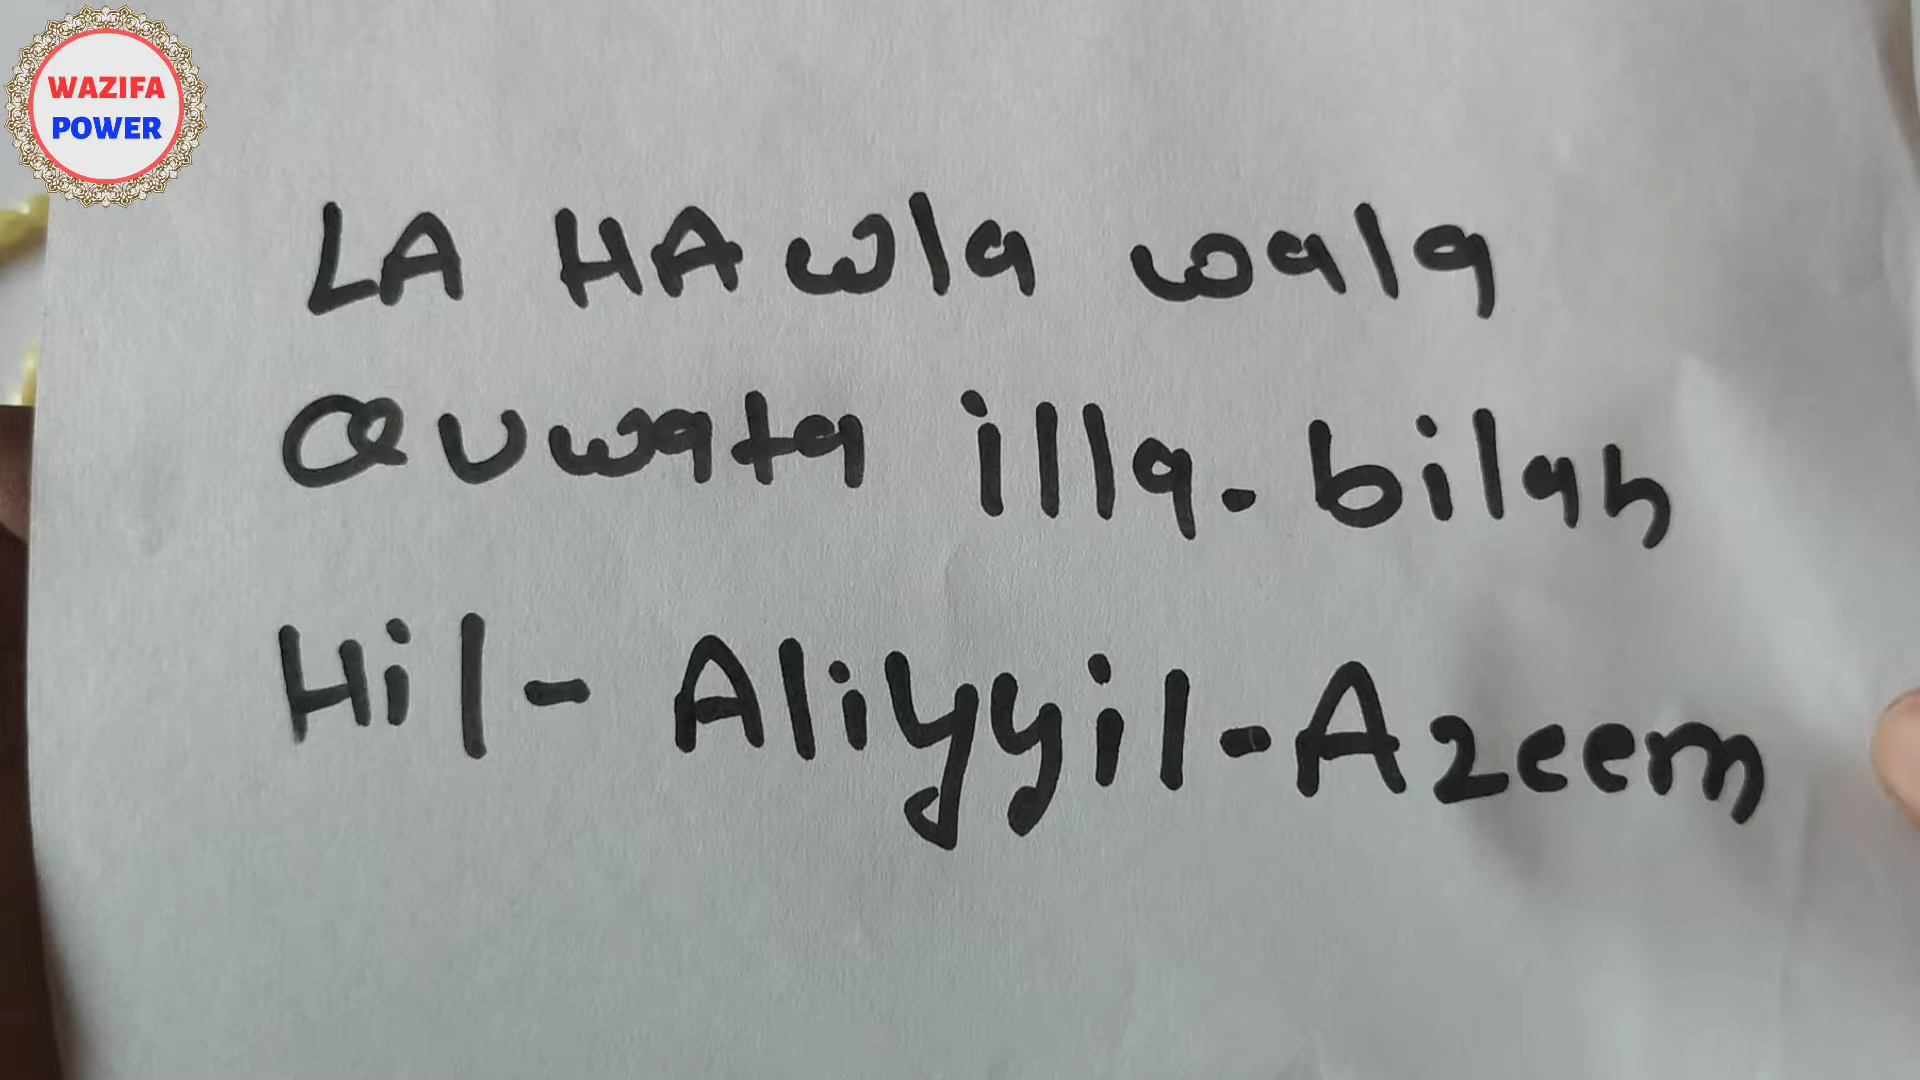 WAZIFA
POWER
LA HAwla wala
Quwata illa. bilah
Hil- Aliyyil-Azeem